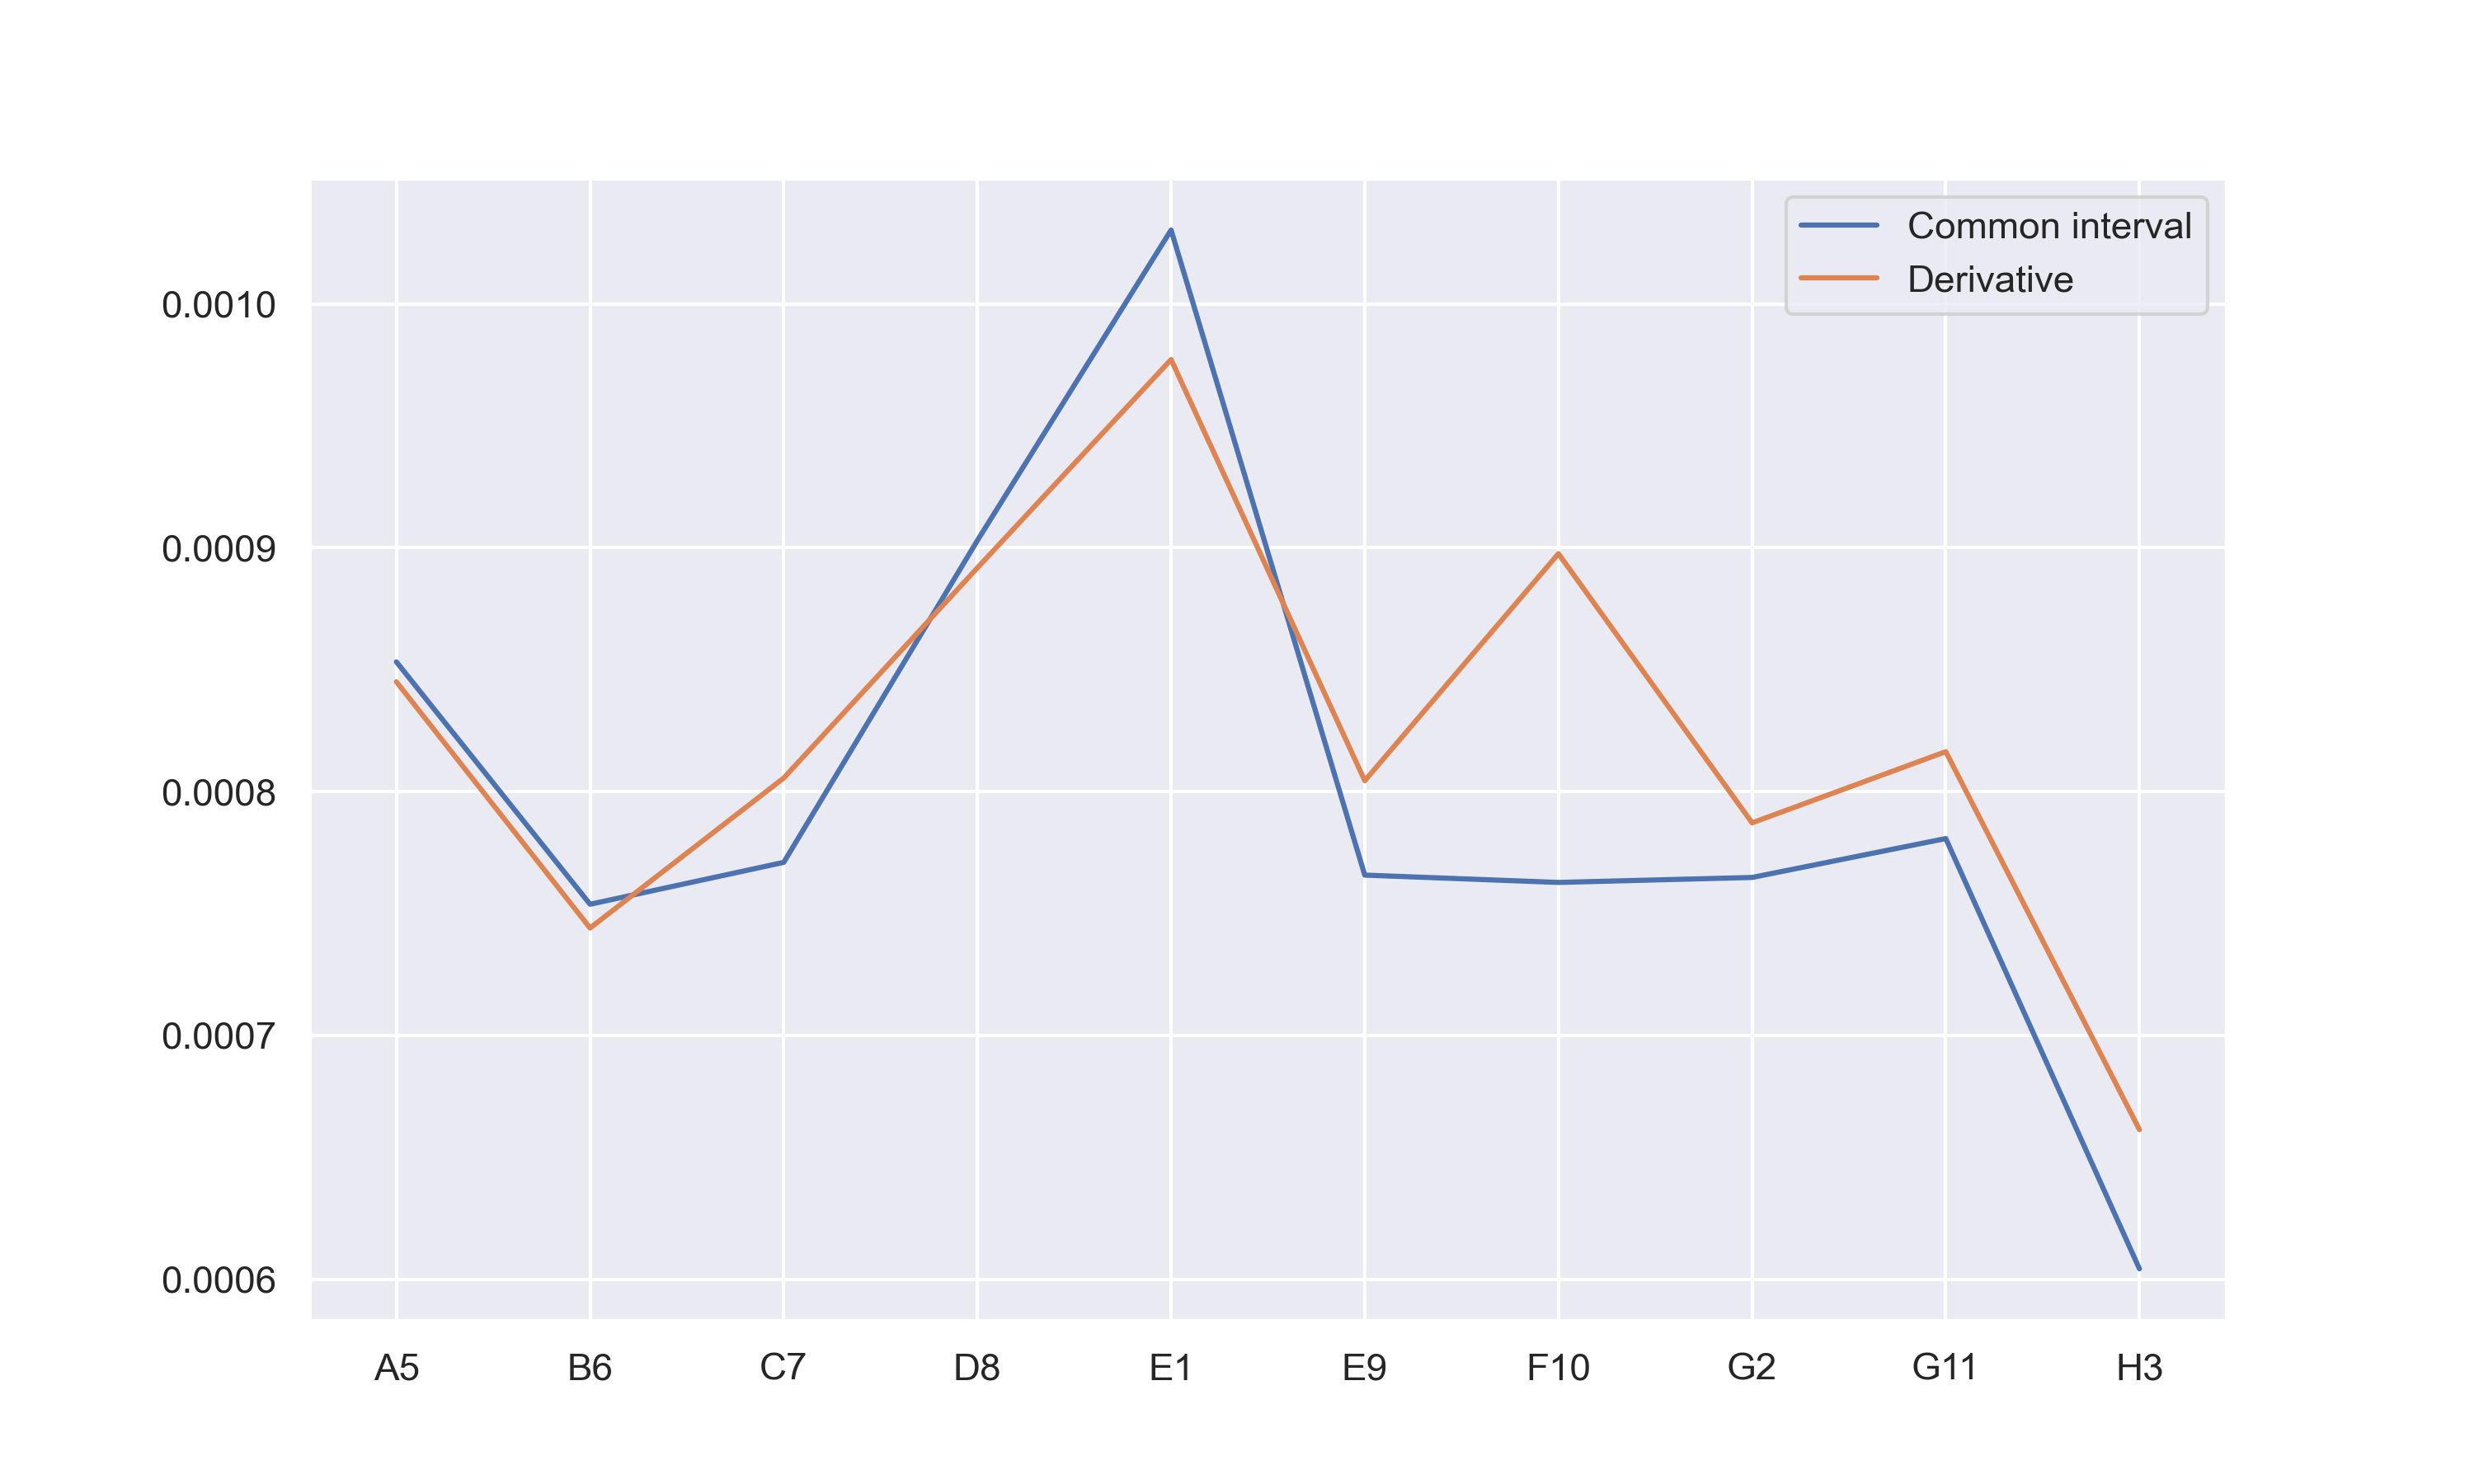 Common interval
Derivative
0.0010
0.0009
0.0008
0.0007
0.0006
A5 B6 C7 D8 E1 E9 F10 G2 G11 H3